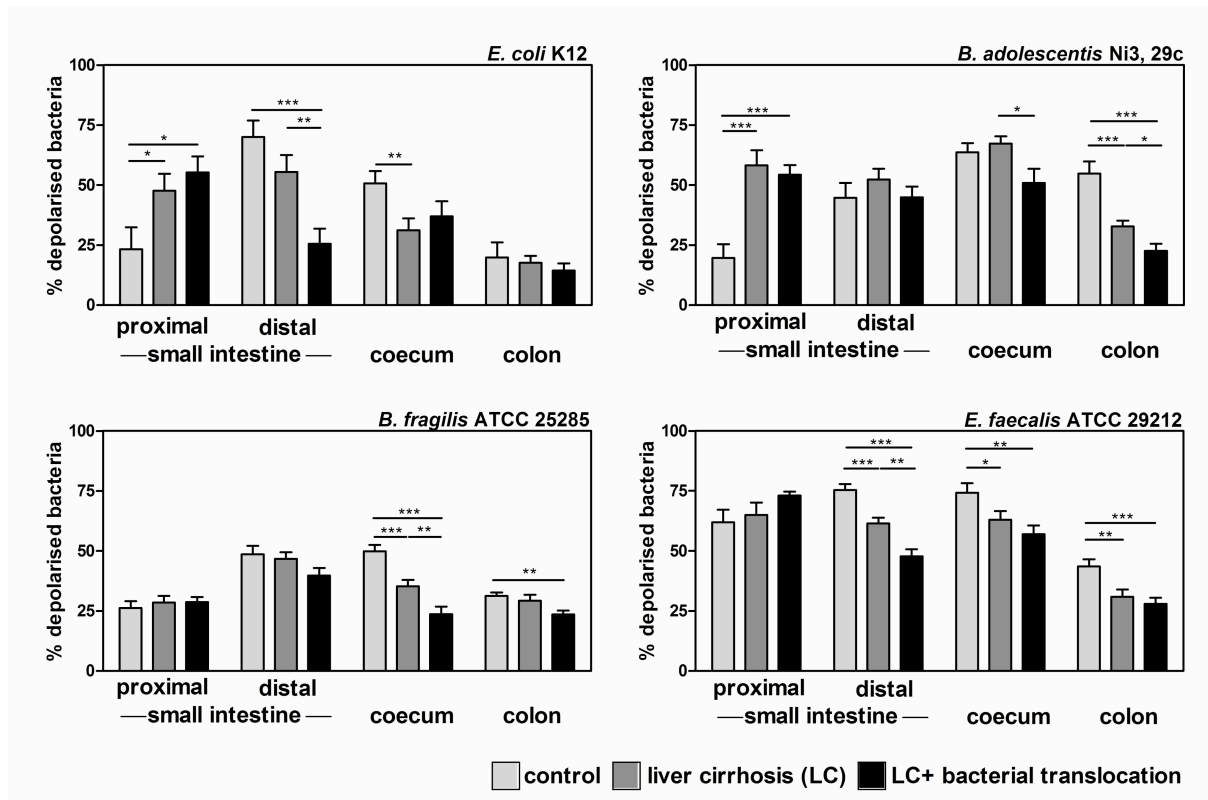 E. coli K12
% depolarised bacteria
100
75
50
25
0
* * *** ** **
proximal distal
small intestine coecum colon
B. adolescentis Ni3, 29c
% depolarised bacteria
100
75
50
25
0
*** *** * *** *** *
proximal distal
small intestine coecum colon
B. fragilis ATCC 25285
% depolarised bacteria
100
75
50
25
0
*** *** ** **
proximal distal
small intestine coecum colon
E. faecalis ATCC 29212
% depolarised bacteria
100
75
50
25
0
*** *** ** ** * *** **
proximal distal
small intestine coecum colon
control liver cirrhosis (LC) LC+ bacterial translocation